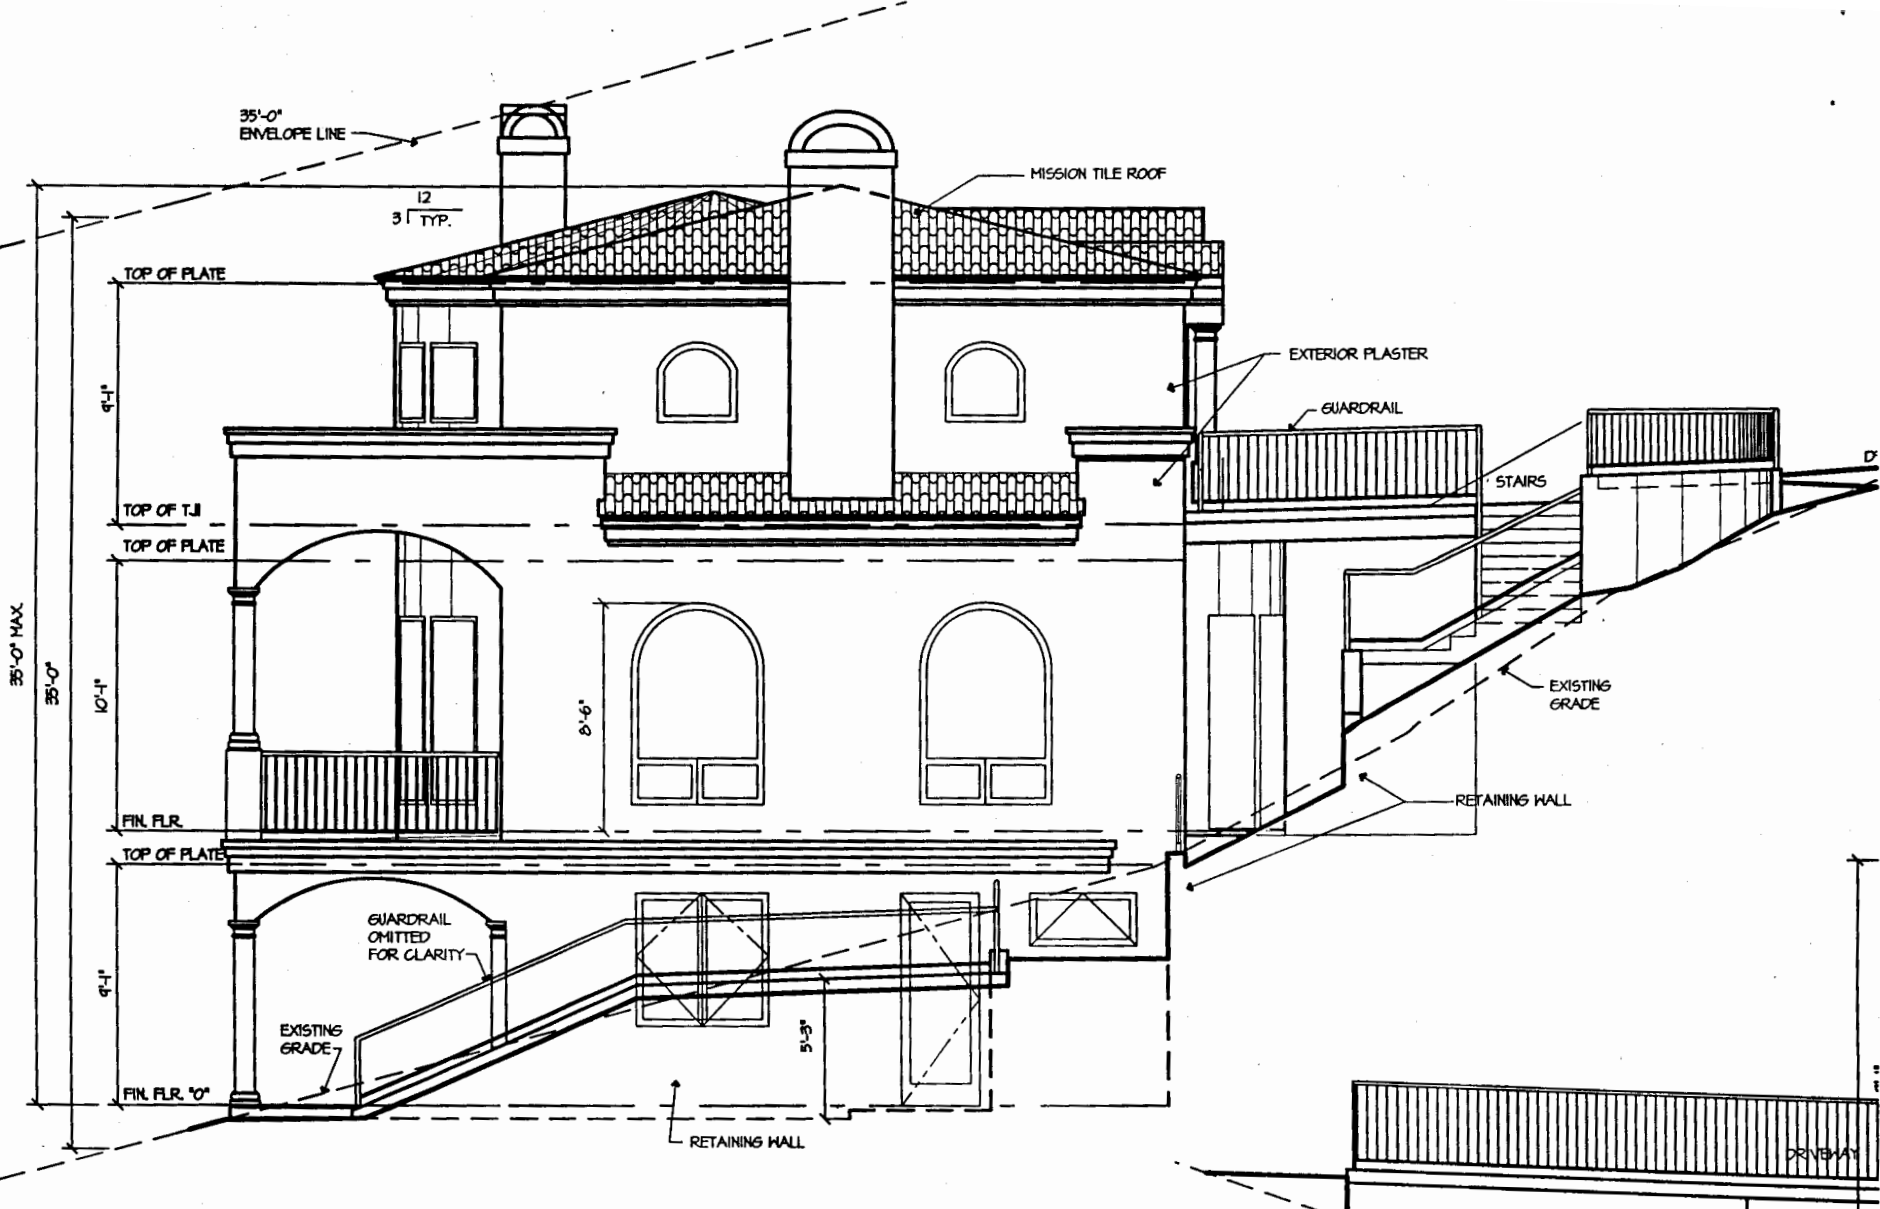 35'-0"
ENVELOPE LINE
MISSION TILE ROOF
12
3
TYP.
TOP OF PLATE
EXTERIOR PLASTER
GUARDRAIL
9'-1"
STAIRS
TOP OF TJI
TOP OF PLATE
35'-0" MAX.
35'-0"
10'-1"
8'-6"
EXISTING
GRADE
RETAINING WALL
FIN. FLR.
TOP OF PLATE
GUARDRAIL
OMITTED
FOR CLARITY
9'-1"
EXISTING
GRADE
5'-3"
FIN. FLR. "0"
RETAINING WALL
DRIVEWAY